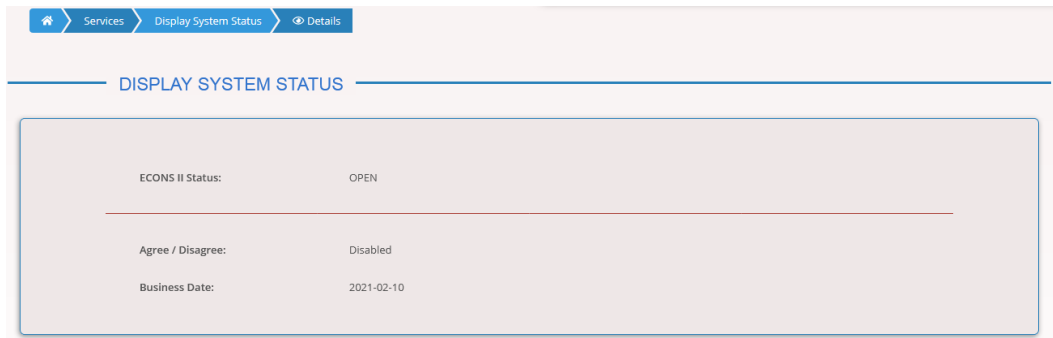 Services Display System Status Details
DISPLAY SYSTEM STATUS
ECONS II Status: OPEN
Agree / Disagree: Disabled
Business Date: 2021-02-10